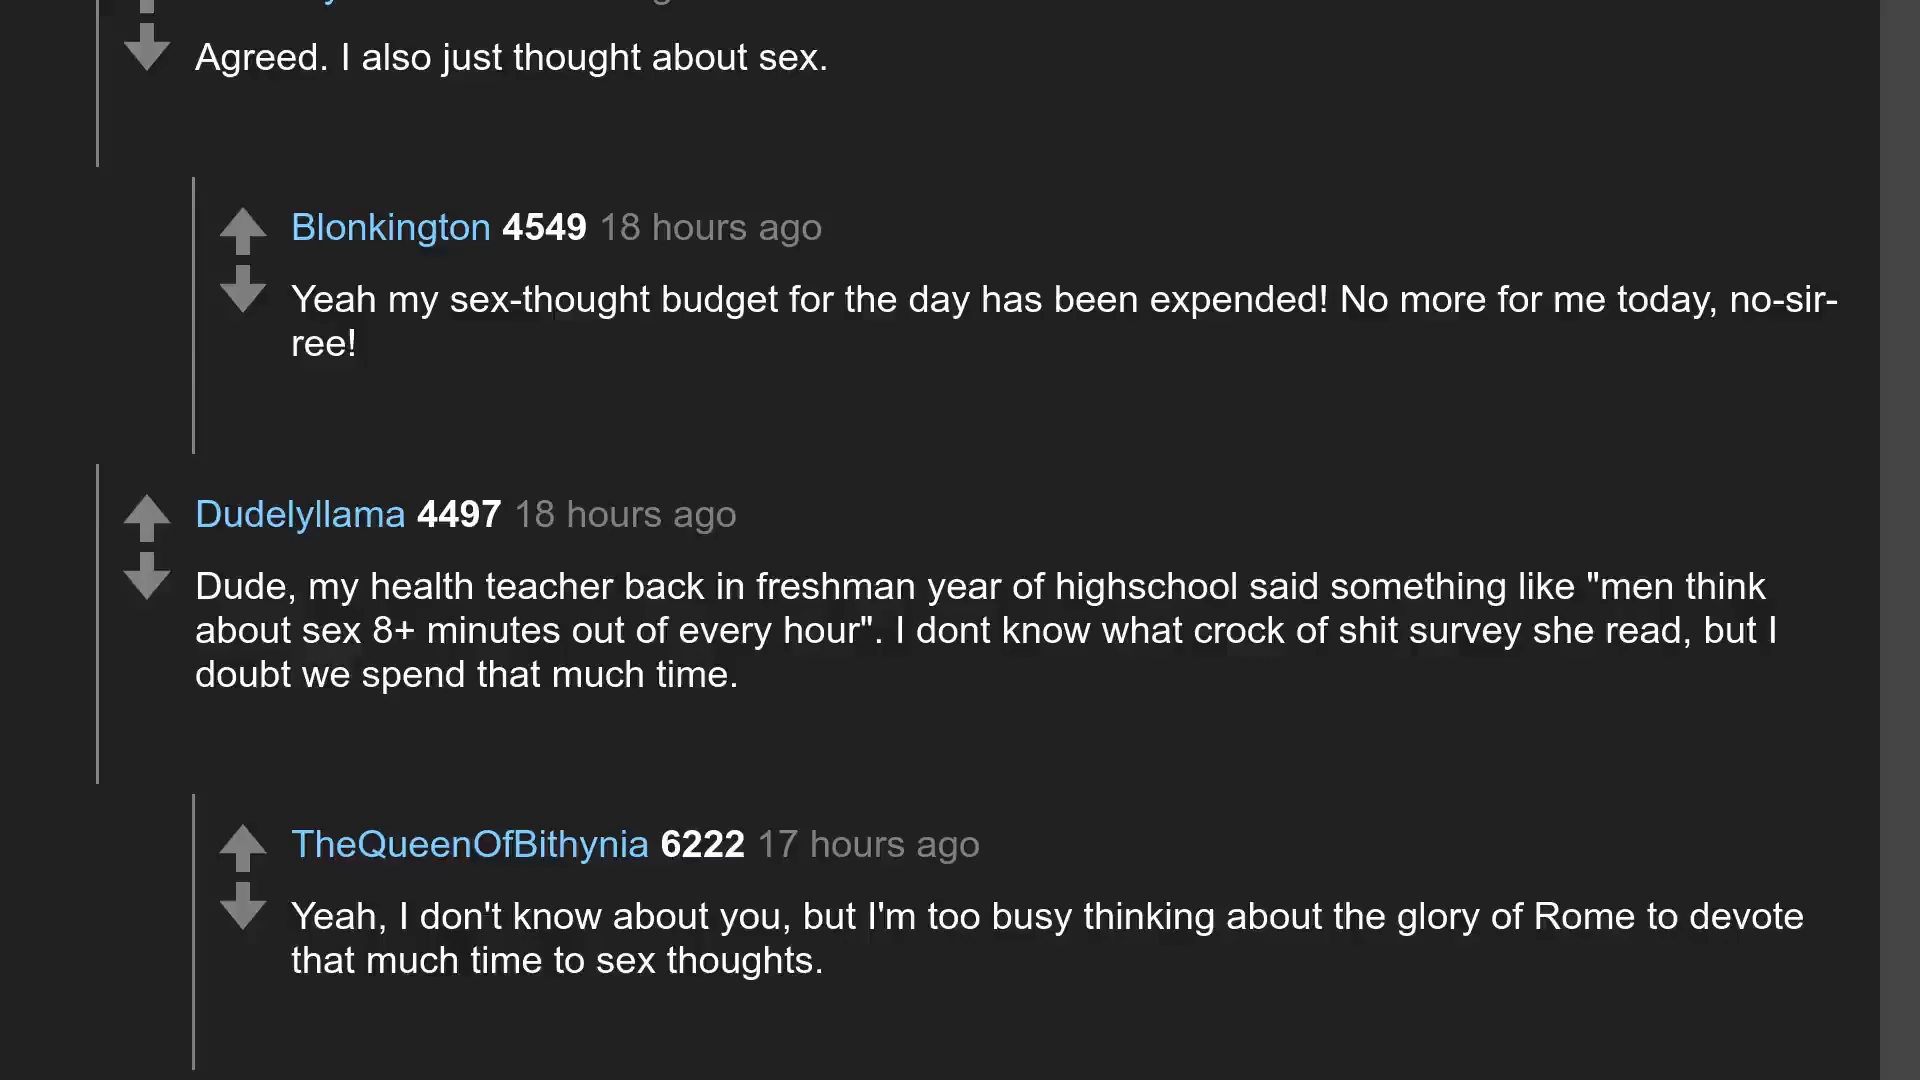 Agreed. I also just thought about sex.
Blonkington 4549 18 hours ago
Yeah my sex-thought budget for the day has been expended! No more for me today, no-sir-
ree!
Dudelyllama 4497 18 hours ago
Dude, my health teacher back in freshman year of highschool said something like "men think
about sex 8+ minutes out of every hour". I dont know what crock of shit survey she read, but I
doubt we spend that much time.
TheQueenOfBithynia 6222 17 hours ago
Yeah, I don't know about you, but I'm too busy thinking about the glory of Rome to devote
that much time to sex thoughts.